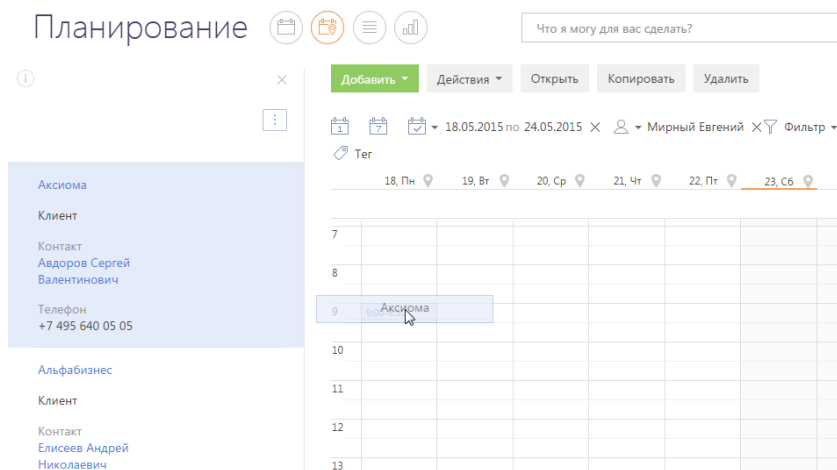 Планирование
Что я могу для вас сделать?
Добавить
Действия
Открыть
Копировать
Удалить
1
7
18.05.2015 по 24.05.2015
Мирный Евгений
Фильтр
Тег
Аксиома
Клиент
Контакт
Авдоров Сергей
Валентинович
Телефон
+7 495 640 05 05
Альфабизнес
Клиент
Контакт
Елисеев Андрей
Николаевич
18, Пн
19, Вт
20, Ср
21, Чт
22, Пт
23, Сб
7
8
9
Аксиома
10
11
12
13